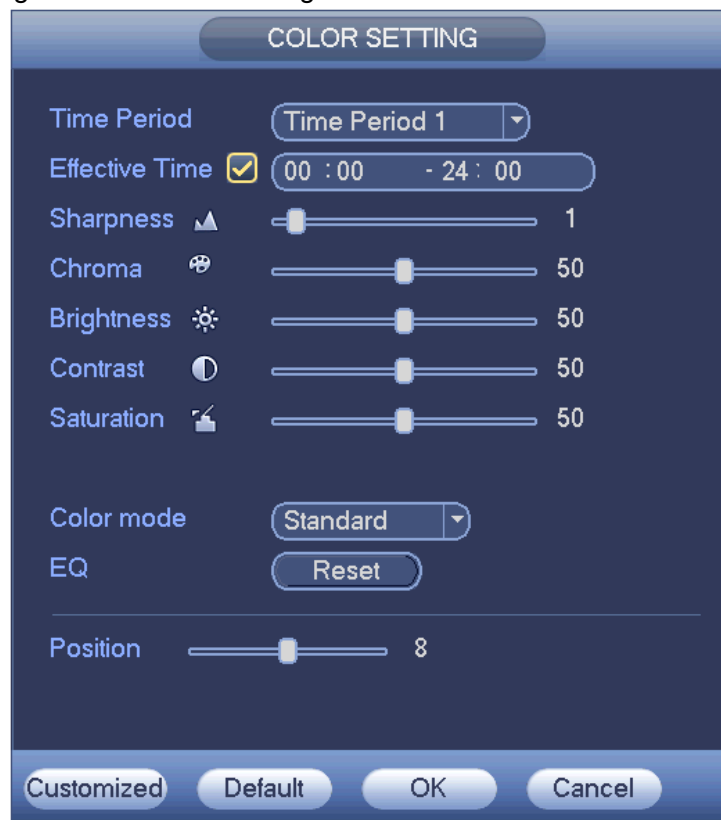 COLOR SETTING
Time Period Time Period 1
Effective Time 00 : 00 - 24 : 00
Sharpness 1
Chroma 50
Brightness 50
Contrast 50
Saturation 50
Color mode Standard
EQ Reset
Position 8
Customized Default OK Cancel